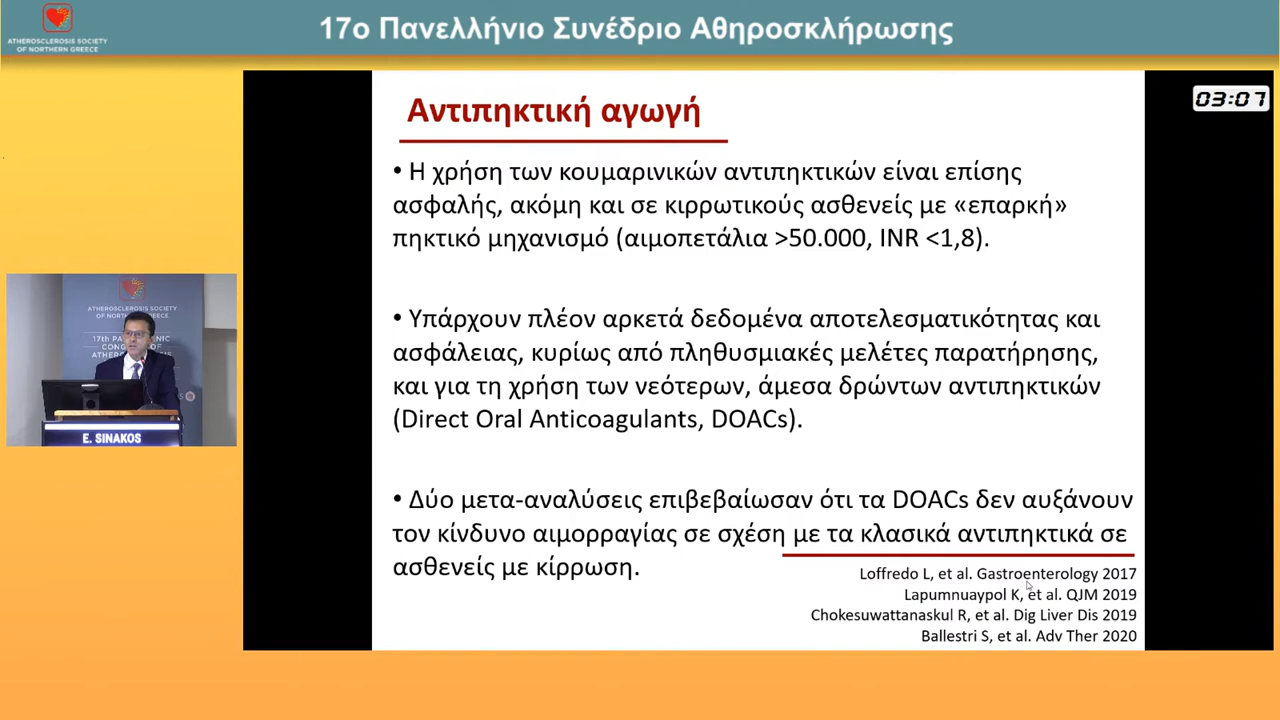 17ο Πανελλήνιο Συνέδριο Αθηροσκλήρωσης
ATHEROSCLEROSIS SOCIETY
OF NORTHERN GREECE
03:07
Αντιπηκτική αγωγή
• Η χρήση των κουμαρινικών αντιπηκτικών είναι επίσης
ασφαλής, ακόμη και σε κιρρωτικούς ασθενείς με «επαρκή»
πηκτικό μηχανισμό (αιμοπετάλια >50.000, INR <1,8).
• Υπάρχουν πλέον αρκετά δεδομένα αποτελεσματικότητας και
ασφάλειας, κυρίως από πληθυσμιακές μελέτες παρατήρησης,
και για τη χρήση των νεότερων, άμεσα δρώντων αντιπηκτικών
(Direct Oral Anticoagulants, DOACs).
• Δύο μετα-αναλύσεις επιβεβαίωσαν ότι τα DOACs δεν αυξάνουν
τον κίνδυνο αιμορραγίας σε σχέση με τα κλασικά αντιπηκτικά σε
ασθενείς με κίρρωση.
Loffredo L, et al. Gastroenterology 2017
Lapumnuaypol K, et al. QJM 2019
Chokesuwattanaskul R, et al. Dig Liver Dis 2019
Ballestri S, et al. Adv Ther 2020
ATHEROSCLEROSIS SOCIETY
OF NORTHERN
17th
E. SINAKOS